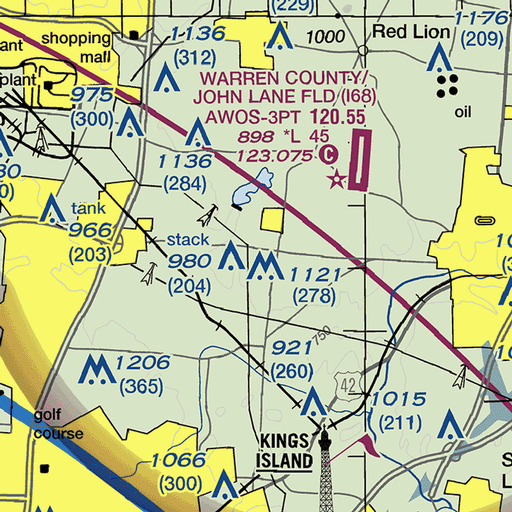 (229)
1136
(312)
1000
Red Lion
1176
(209)
shopping
mall
ant
plant
975
(300)
WARREN COUNTY/
JOHN LANE FLD (I68)
AWOS-3PT 120.55
898 *L 45
123.075 C
oil
1136
(284)
tank
966
(203)
stack
980
(204)
1121
(278)
750
921
(260)
42
1206
(365)
1015
(211)
golf
course
KINGS
ISLAND
1066
(300)